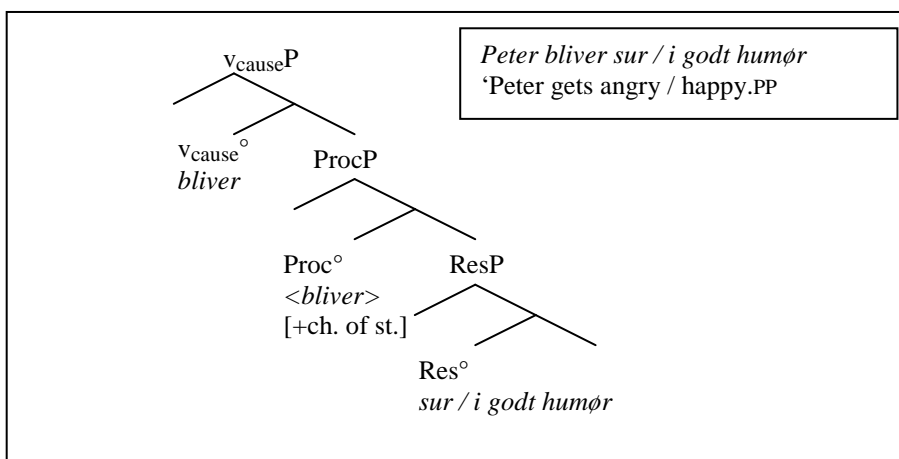 v_causeP
Peter bliver sur / i godt humør
‘Peter gets angry / happy.PP
v_cause°
bliver
ProcP
Proc°
<bliver>
[+ch. of st.]
ResP
Res°
sur / i godt humør